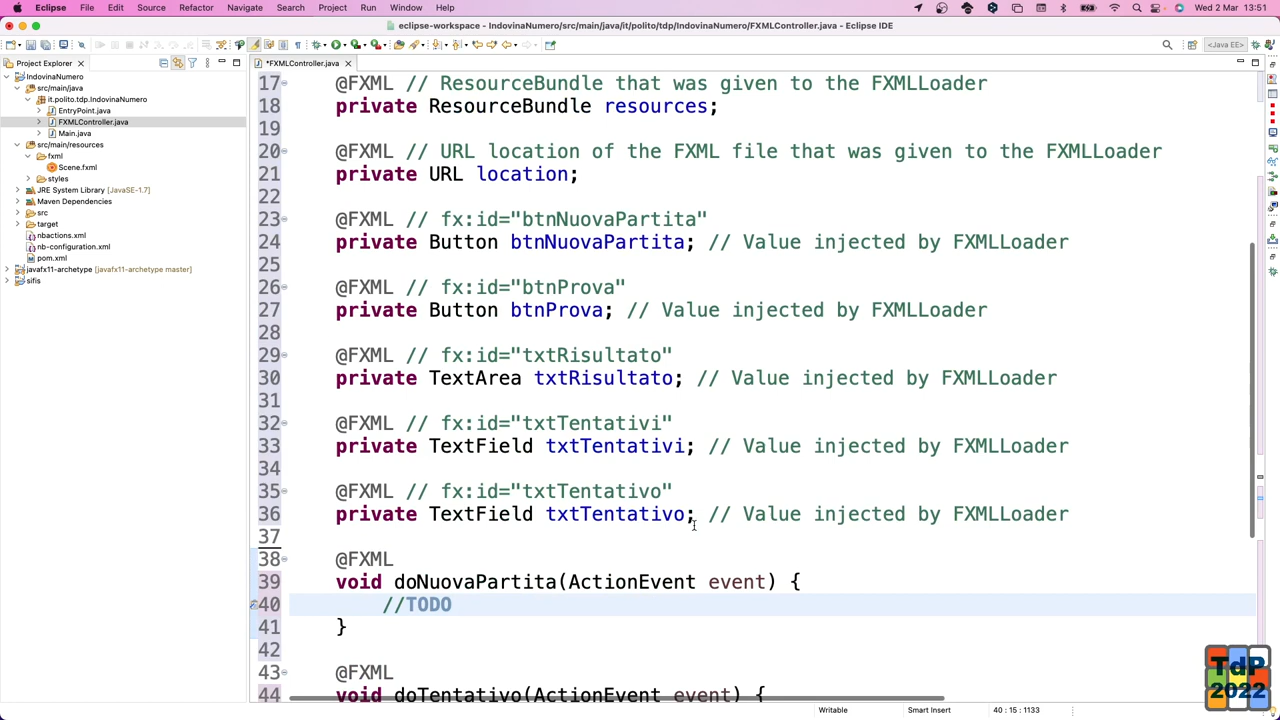 Eclipse File Edit Source Refactor Navigate Search Project Run Window Help
Wed 13 Mar 13:51
eclipse-workspace - IndovinaNumero/src/main/java/it/polito/tdp/IndovinaNumero/FXMLController.java - Eclipse IDE
<Java EE>
Project Explorer
*FXMLController.java
IndovinaNumero
src/main/java
it.polito.tdp.IndovinaNumero
EntryPoint.java
FXMLController.java
Main.java
src/main/resources
fxml
Scene.fxml
styles
JRE System Library [JavaSE-1.7]
Maven Dependencies
src
target
nbactions.xml
nb-configuration.xml
pom.xml
javafx11-archetype [javafx11-archetype master]
sifis
17 @FXML // ResourceBundle that was given to the FXMLLoader
18 private ResourceBundle resources;
19
20 @FXML // URL location of the FXML file that was given to the FXMLLoader
21 private URL location;
22
23 @FXML // fx:id="btnNuovaPartita"
24 private Button btnNuovaPartita; // Value injected by FXMLLoader
25
26 @FXML // fx:id="btnProva"
27 private Button btnProva; // Value injected by FXMLLoader
28
29 @FXML // fx:id="txtRisultato"
30 private TextArea txtRisultato; // Value injected by FXMLLoader
31
32 @FXML // fx:id="txtTentativi"
33 private TextField txtTentativi; // Value injected by FXMLLoader
34
35 @FXML // fx:id="txtTentativo"
36 private TextField txtTentativo; // Value injected by FXMLLoader
37
38 @FXML
39 void doNuovaPartita(ActionEvent event) {
40 //TODO
41 }
42
43 @FXML
44 void doTentativo(ActionEvent event) {
Writable
Smart Insert
40 : 15 : 1133
TdP
2022